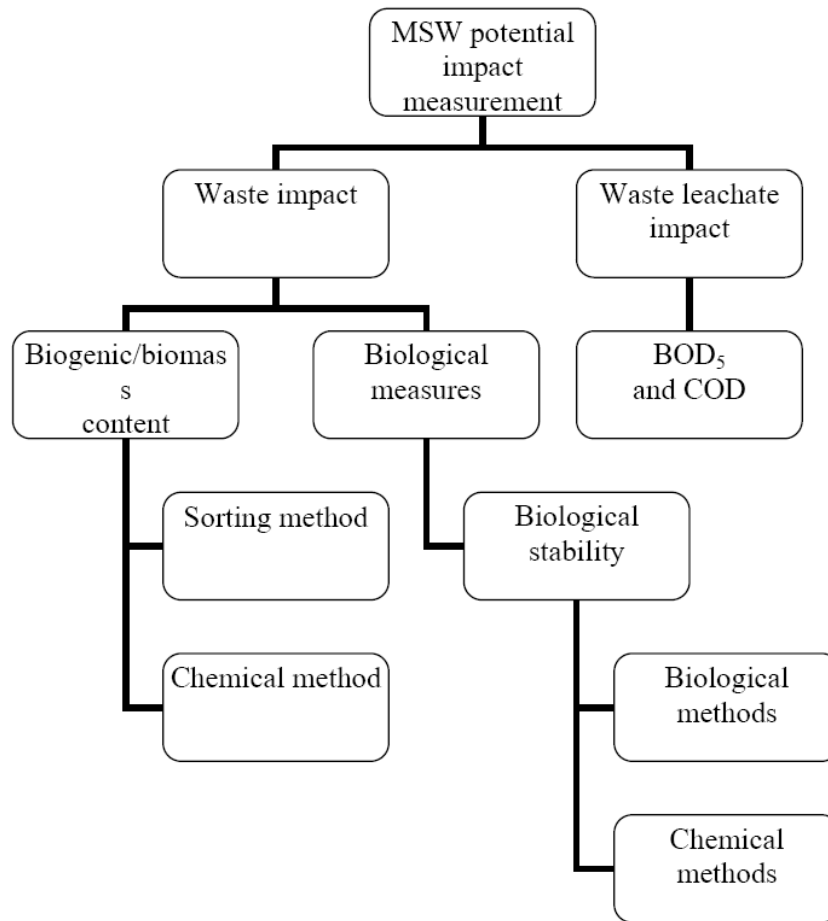 MSW potential
impact
measurement
Waste impact
Waste leachate
impact
Biogenic/biomas
s
content
Biological
measures
BOD₅
and COD
Sorting method
Biological
stability
Chemical method
Biological
methods
Chemical
methods